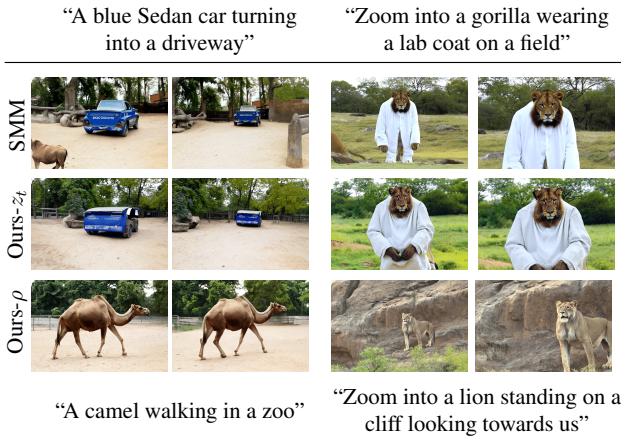 “A blue Sedan car turning
into a driveway”
“Zoom into a gorilla wearing
a lab coat on a field”
SMM
Ours-zₜ
Ours-ρ
“A camel walking in a zoo”
“Zoom into a lion standing on a
cliff looking towards us”